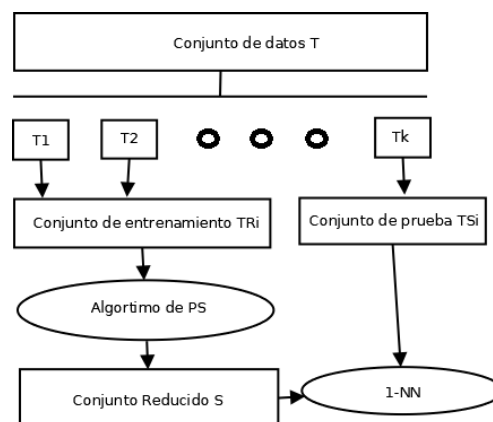 Conjunto de datos T
T1
T2
Tk
Conjunto de entrenamiento TRi
Conjunto de prueba TSi
Algortimo de PS
Conjunto Reducido S
1-NN